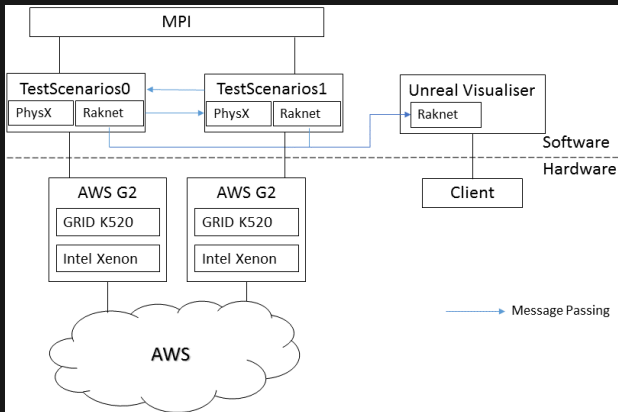 MPI
TestScenarios0
PhysX
Raknet
TestScenarios1
PhysX
Raknet
Unreal Visualiser
Raknet
Software
Hardware
AWS G2
GRID K520
Intel Xenon
AWS G2
GRID K520
Intel Xenon
Client
Message Passing
AWS